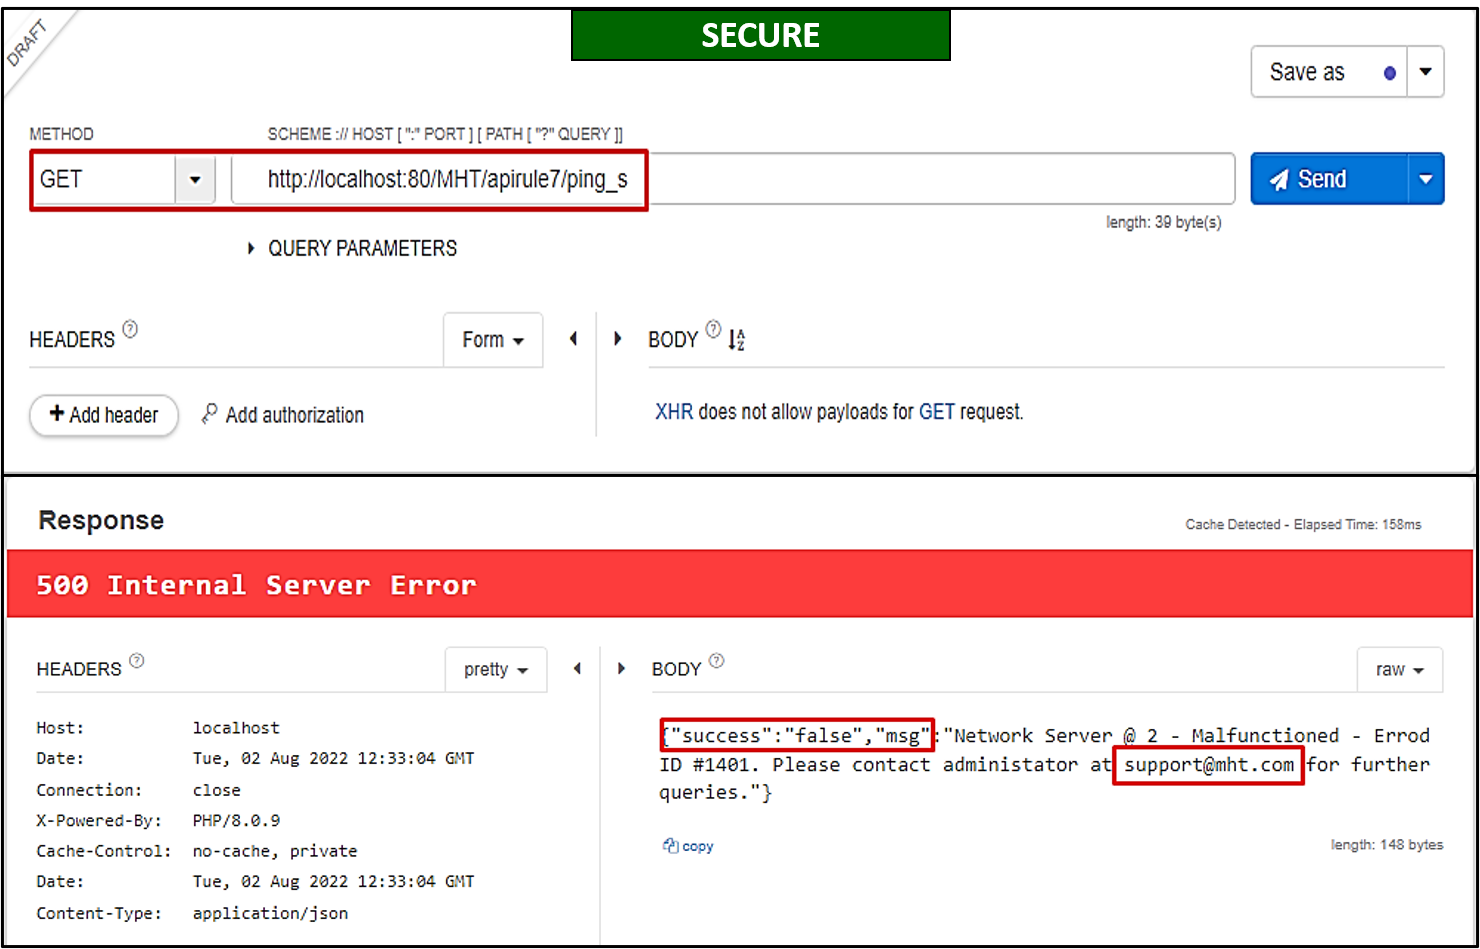 DRAFT
SECURE
Save as
METHOD
SCHEME :// HOST [ ":" PORT ] [ PATH [ "?" QUERY ]]
GET
http://localhost:80/MHT/apirule7/ping_s
Send
length: 39 byte(s)
QUERY PARAMETERS
HEADERS ?
Form
BODY ? A Z
+ Add header
Add authorization
XHR does not allow payloads for GET request.
Response
Cache Detected - Elapsed Time: 158ms
500 Internal Server Error
HEADERS ?
pretty
BODY ?
raw
Host: localhost
Date: Tue, 02 Aug 2022 12:33:04 GMT
Connection: close
X-Powered-By: PHP/8.0.9
Cache-Control: no-cache, private
Date: Tue, 02 Aug 2022 12:33:04 GMT
Content-Type: application/json
{"success":"false","msg":"Network Server @ 2 - Malfunctioned - Errod
ID #1401. Please contact administator at support@mht.com for further
queries."}
copy
length: 148 bytes